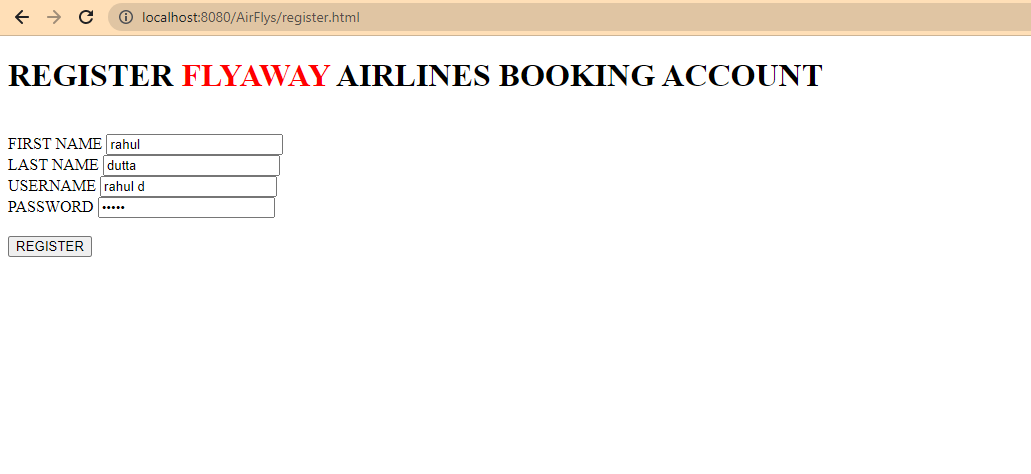 localhost:8080/AirFlys/register.html
REGISTER FLYAWAY AIRLINES BOOKING ACCOUNT
FIRST NAME rahul
LAST NAME dutta
USERNAME rahul d
PASSWORD •••••
REGISTER